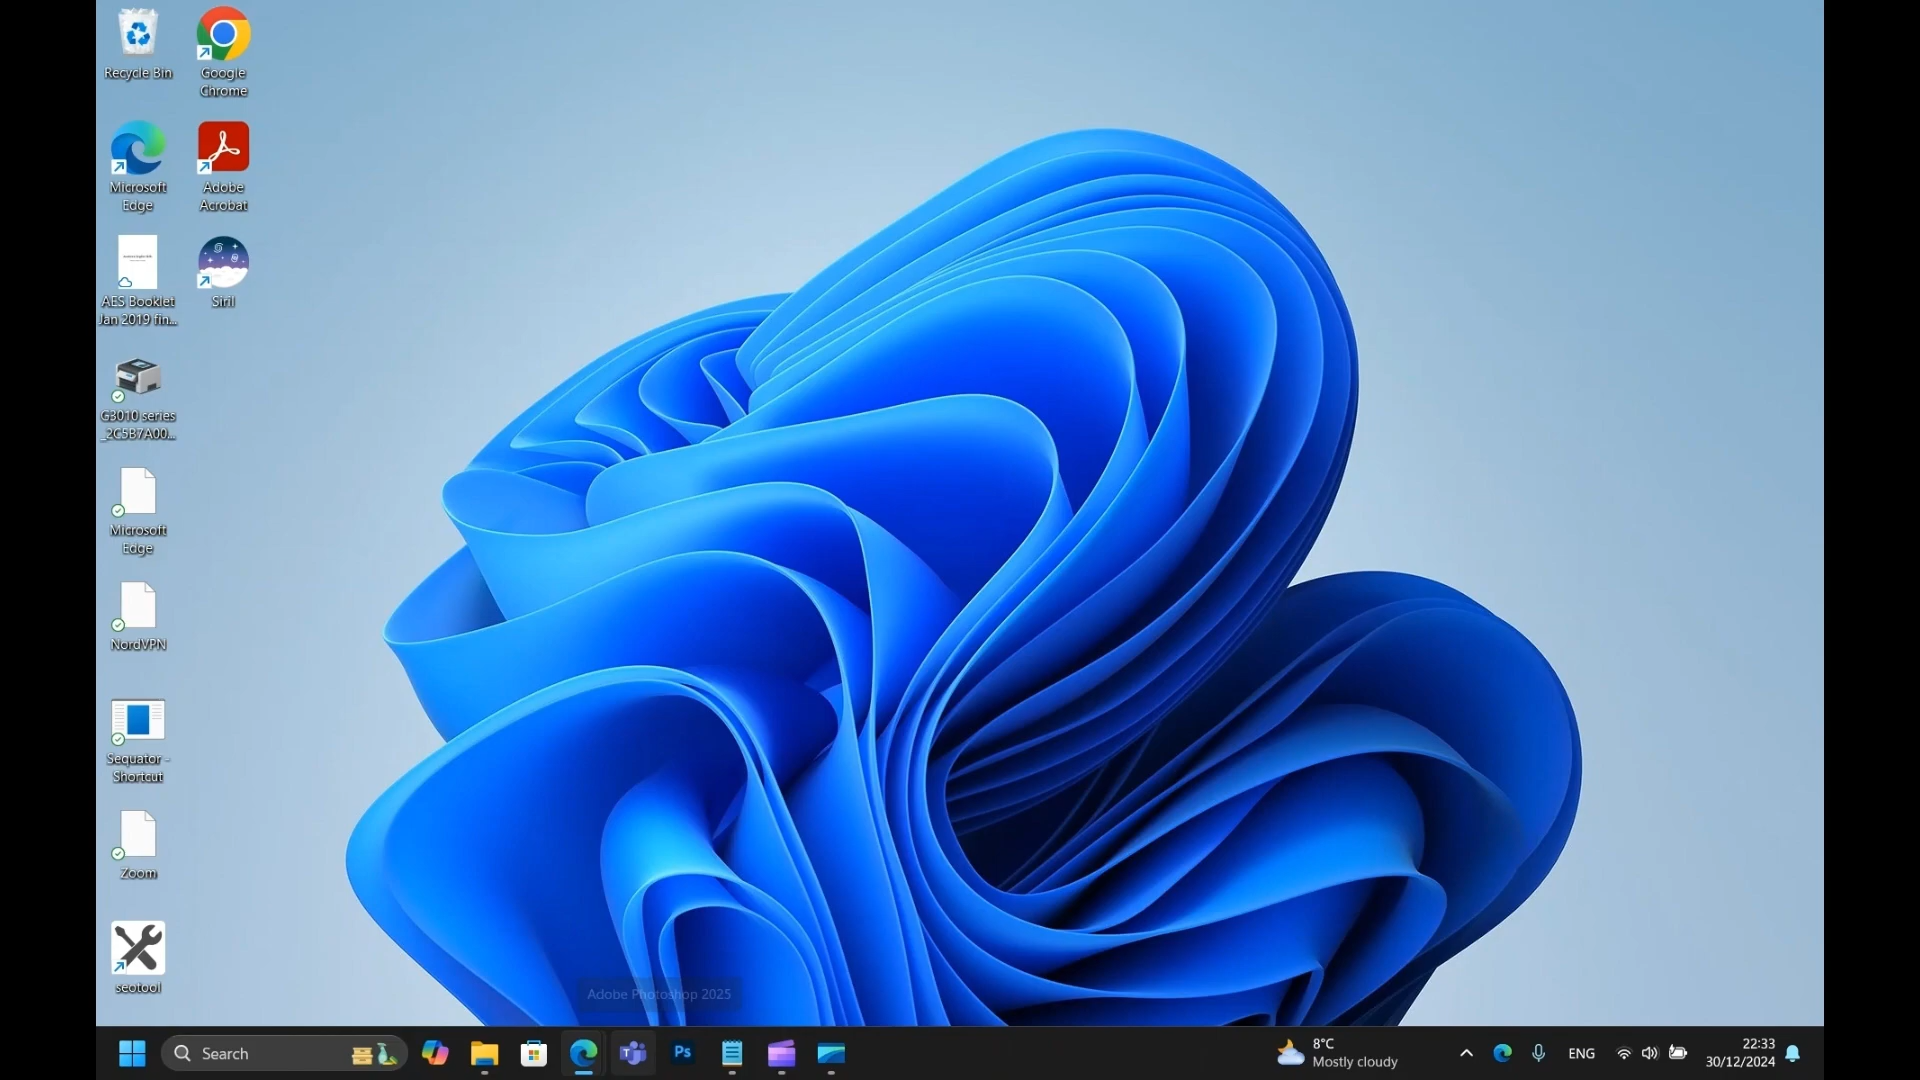 Recycle Bin
Google
Chrome
Microsoft
Edge
Adobe
Acrobat
AES Booklet
Jan 2019 fin...
Siril
G3010 series
_2C5B7A00...
Microsoft
Edge
NordVPN
Sequator -
Shortcut
Zoom
seotool
Adobe Photoshop 2025
Search
Ps
8°C
Mostly cloudy
ENG
22:33
30/12/2024